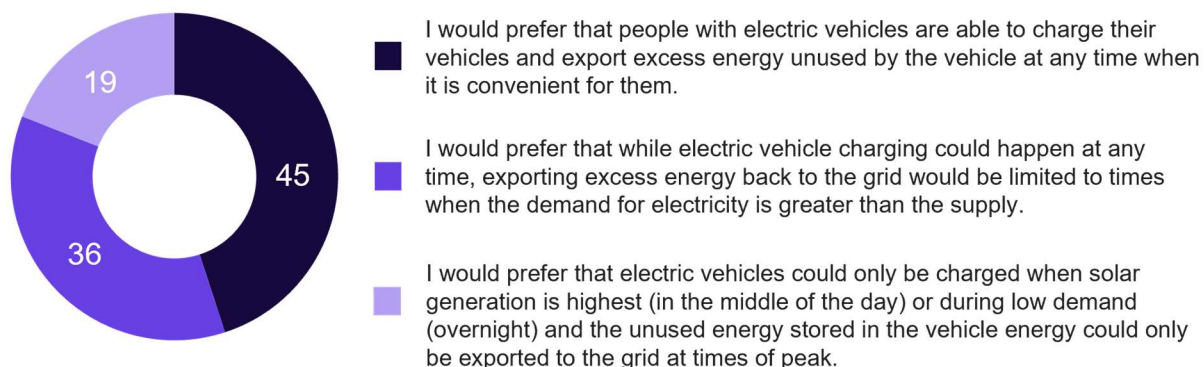 19
45
36
I would prefer that people with electric vehicles are able to charge their
vehicles and export excess energy unused by the vehicle at any time when
it is convenient for them.
I would prefer that while electric vehicle charging could happen at any
time, exporting excess energy back to the grid would be limited to times
when the demand for electricity is greater than the supply.
I would prefer that electric vehicles could only be charged when solar
generation is highest (in the middle of the day) or during low demand
(overnight) and the unused energy stored in the vehicle energy could only
be exported to the grid at times of peak.